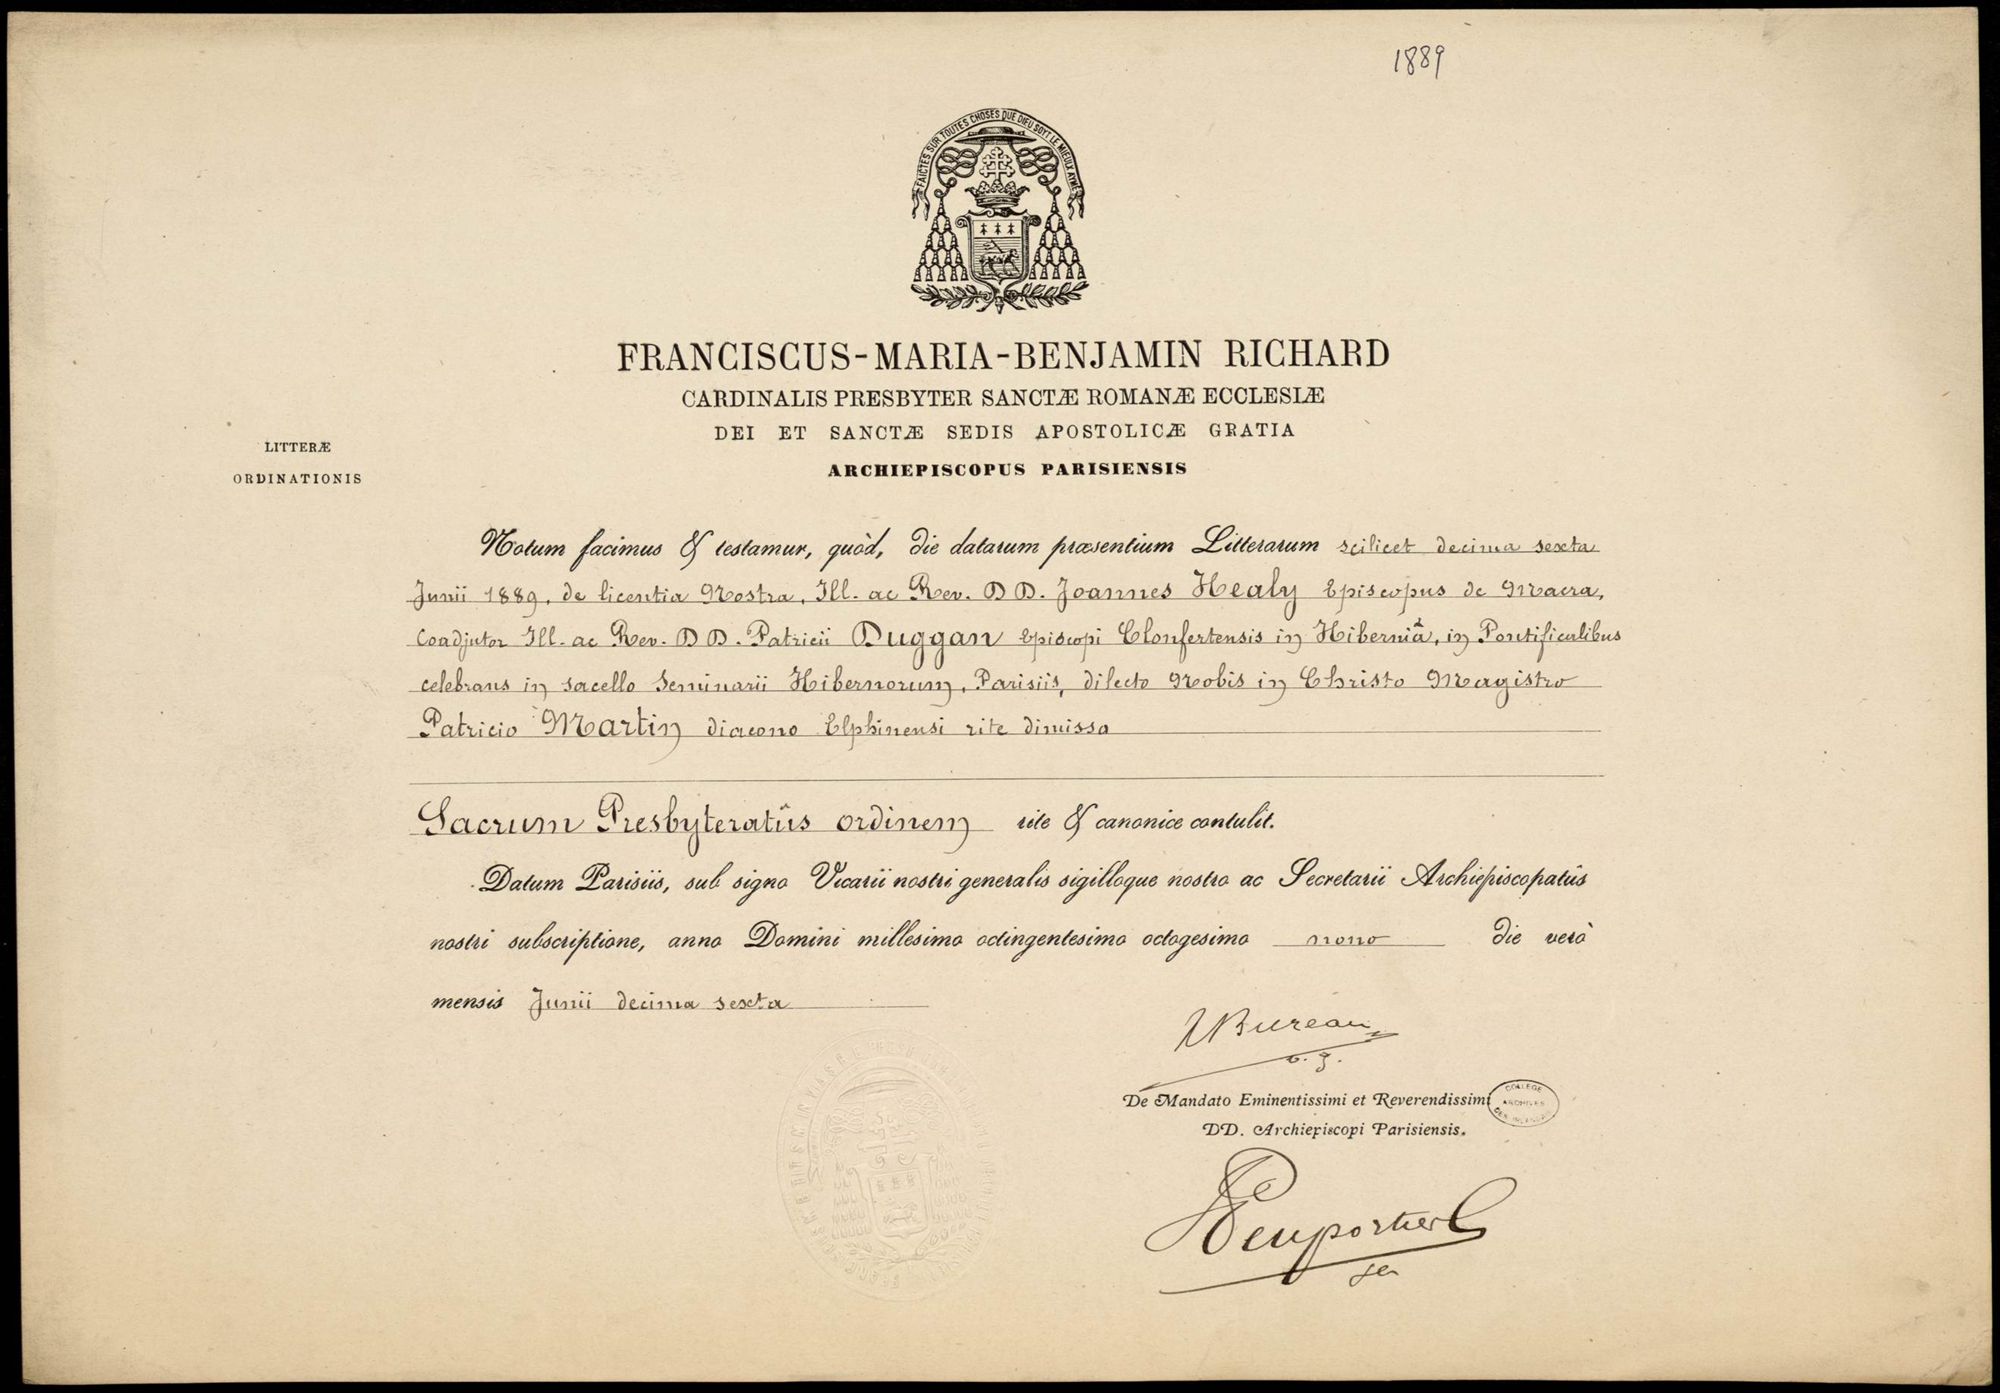 1889
FAICTES SUR TOUTES CHOSES QUE DIEU SOYT LE MIEULX AYMÉ
FRANCISCUS-MARIA-BENJAMIN RICHARD
CARDINALIS PRESBYTER SANCTÆ ROMANÆ ECCLESIÆ
DEI ET SANCTÆ SEDIS APOSTOLICÆ GRATIA
ARCHIEPISCOPUS PARISIENSIS
LITTERÆ
ORDINATIONIS
Notum facimus & testamur, quòd, die datarum præsentium Litterarum scilicet decima sexta
Junii 1889, de licentia Nostra, Ill. ac Rev. D D. Joannes Healy Episcopus de Macra,
Coadjutor Ill. ac Rev. D D. Patricii Duggan Episcopi Clonfertensis in Hiberniâ, in Pontificalibus
celebrans in sacello Seminarii Hibernorum, Parisiis, dilecto Nobis in Christo Magistro
Patricio Martin diacono Elphinensi rite dimisso
Sacrum Presbyteratûs ordinem rite & canonice contulit.
Datum Parisiis, sub signo Vicarii nostri generalis sigilloque nostro ac Secretarii Archiepiscopatûs
nostri subscriptione, anno Domini millesimo octingentesimo octogesimo nono die verò
mensis Junii decima sexta
Bureau
v. g.
De Mandato Eminentissimi et Reverendissimi
DD. Archiepiscopi Parisiensis.
COLLEGE
ARCHIVES
DES IRLANDAIS